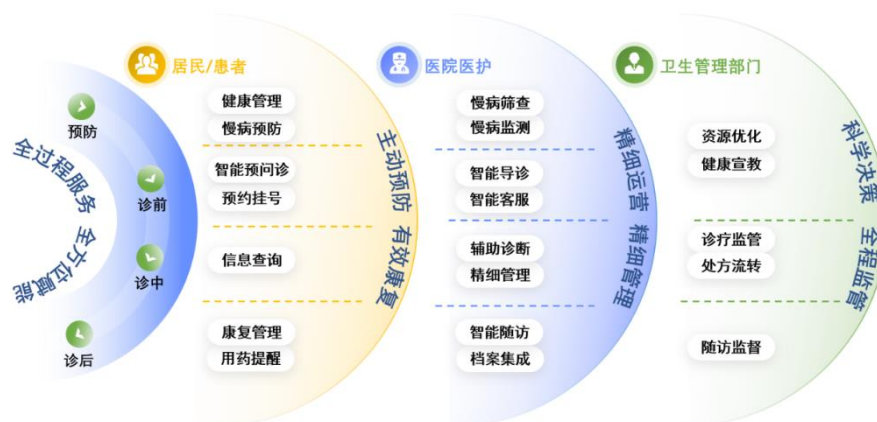 全过程服务 全方位赋能
预防
诊前
诊中
诊后
居民/患者
健康管理
慢病预防
智能预问诊
预约挂号
信息查询
康复管理
用药提醒
主动预防 有效康复
医院医护
慢病筛查
慢病监测
智能导诊
智能客服
辅助诊断
精细管理
智能随访
档案集成
精细运营 精细管理
卫生管理部门
资源优化
健康宣教
诊疗监管
处方流转
随访监督
科学决策 全程监管